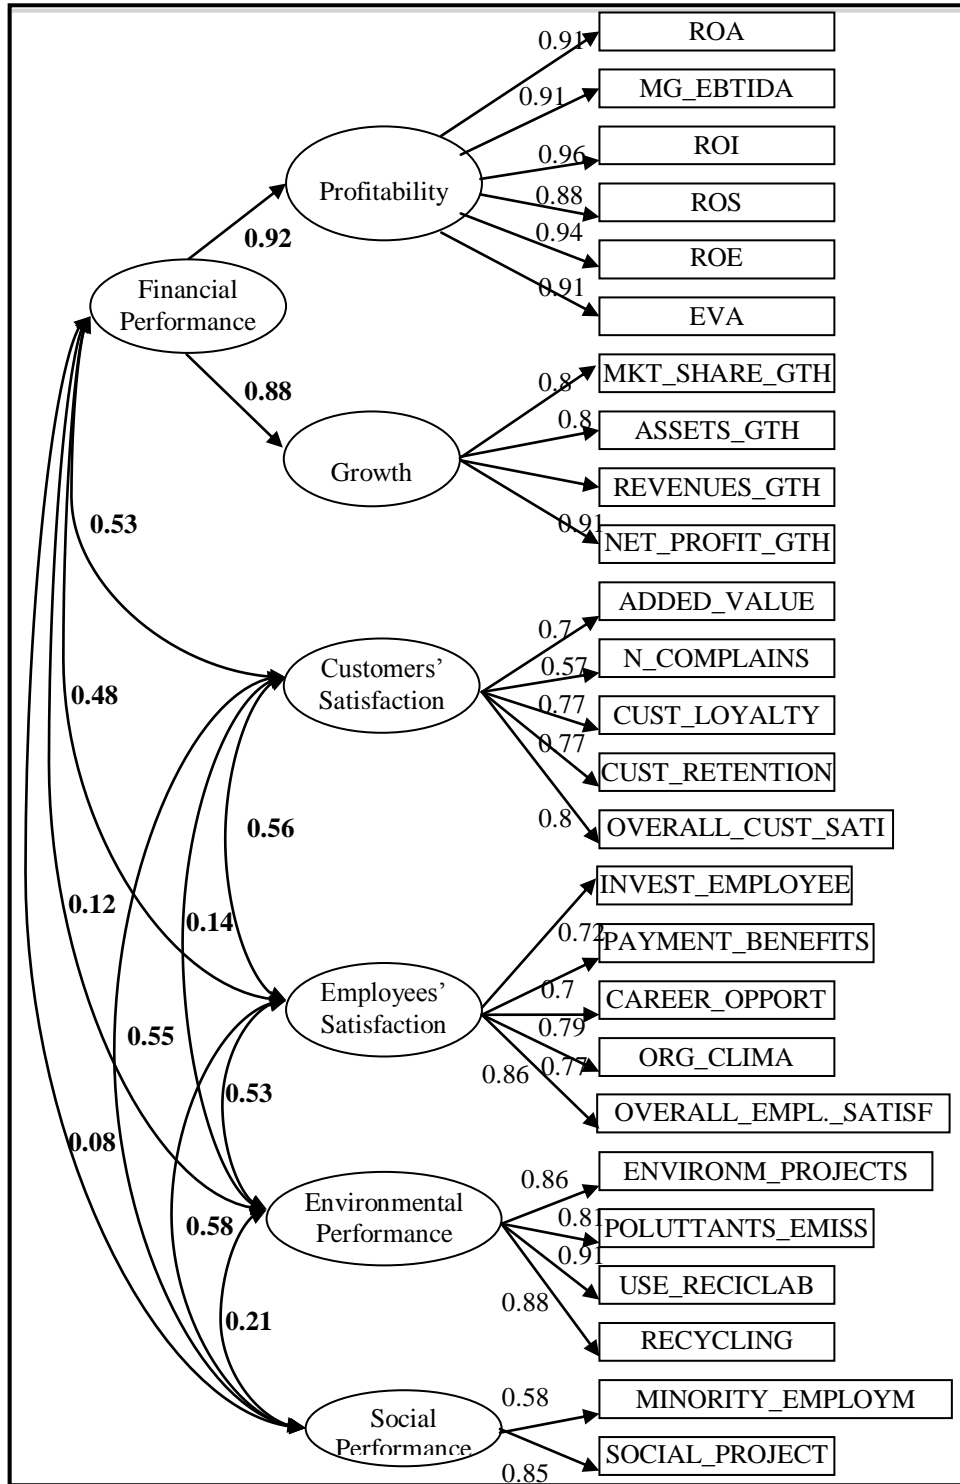 0.91
ROA
0.91
MG_EBTIDA
0.96
ROI
Profitability
0.88
ROS
0.92
0.94
ROE
Financial
Performance
0.91
EVA
0.8
MKT_SHARE_GTH
0.88
0.8
ASSETS_GTH
Growth
REVENUES_GTH
0.53
0.91
NET_PROFIT_GTH
0.7
ADDED_VALUE
Customers’
Satisfaction
0.57
N_COMPLAINS
0.48
0.77
CUST_LOYALTY
0.77
CUST_RETENTION
0.56
0.8
OVERALL_CUST_SATI
INVEST_EMPLOYEE
0.12
0.14
0.72
PAYMENT_BENEFITS
Employees’
Satisfaction
0.7
CAREER_OPPORT
0.55
0.79
ORG_CLIMA
0.53
0.86
0.77
OVERALL_EMPL._SATISF
0.08
0.86
ENVIRONM_PROJECTS
Environmental
Performance
0.58
0.81
POLUTTANTS_EMISS
0.91
USE_RECICLAB
0.21
0.88
RECYCLING
0.58
MINORITY_EMPLOYM
Social
Performance
0.85
SOCIAL_PROJECT